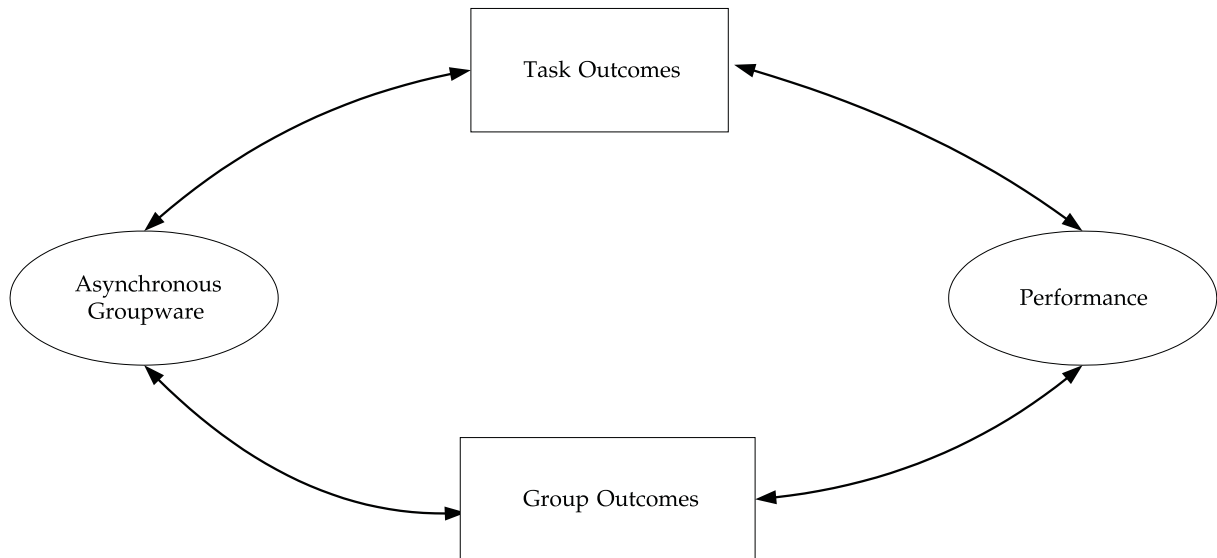 Task Outcomes
Asynchronous
Groupware
Performance
Group Outcomes